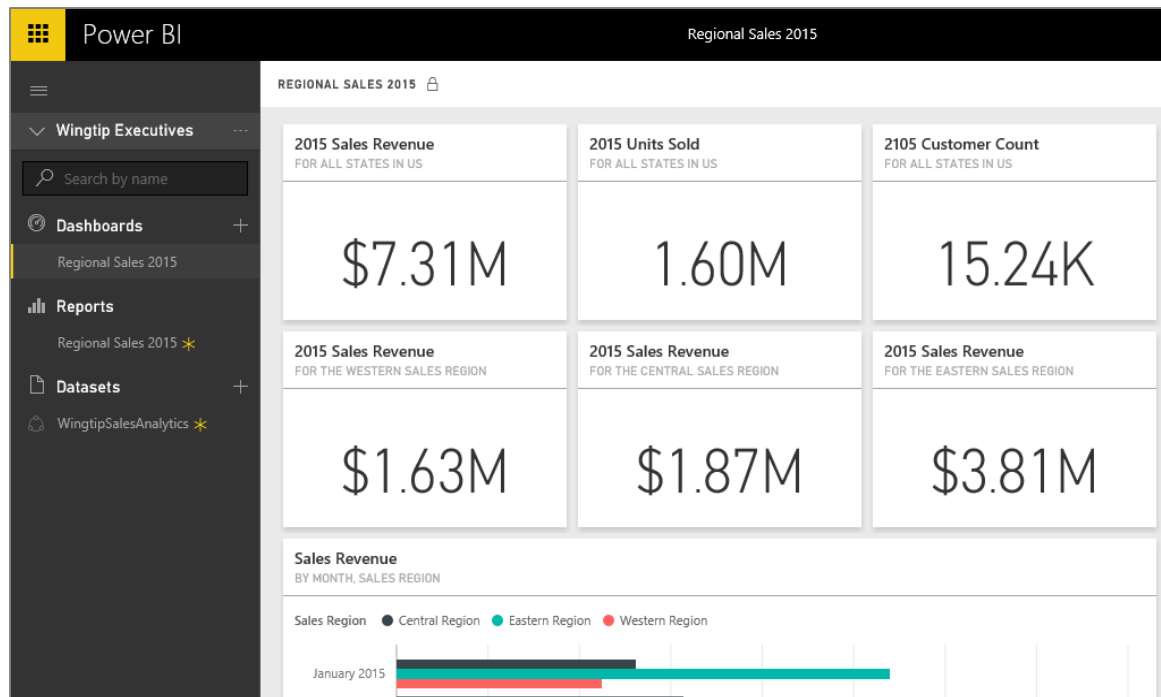 Power BI
Regional Sales 2015
REGIONAL SALES 2015
Wingtip Executives
Search by name
Dashboards
Regional Sales 2015
Reports
Regional Sales 2015
Datasets
WingtipSalesAnalytics
2015 Sales Revenue
FOR ALL STATES IN US
$7.31M
2015 Units Sold
FOR ALL STATES IN US
1.60M
2105 Customer Count
FOR ALL STATES IN US
15.24K
2015 Sales Revenue
FOR THE WESTERN SALES REGION
$1.63M
2015 Sales Revenue
FOR THE CENTRAL SALES REGION
$1.87M
2015 Sales Revenue
FOR THE EASTERN SALES REGION
$3.81M
Sales Revenue
BY MONTH, SALES REGION
Sales Region Central Region Eastern Region Western Region
January 2015